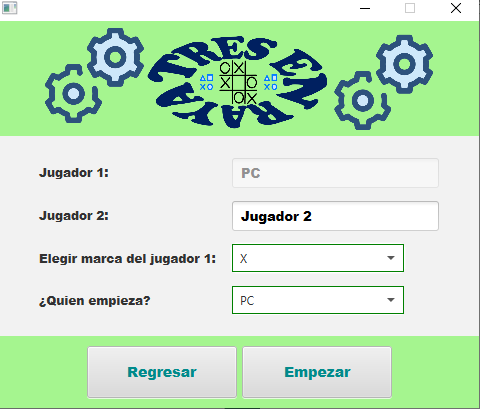 TRES EN RAYA
Jugador 1: PC
Jugador 2: Jugador 2
Elegir marca del jugador 1: X
¿Quien empieza? PC
Regresar Empezar